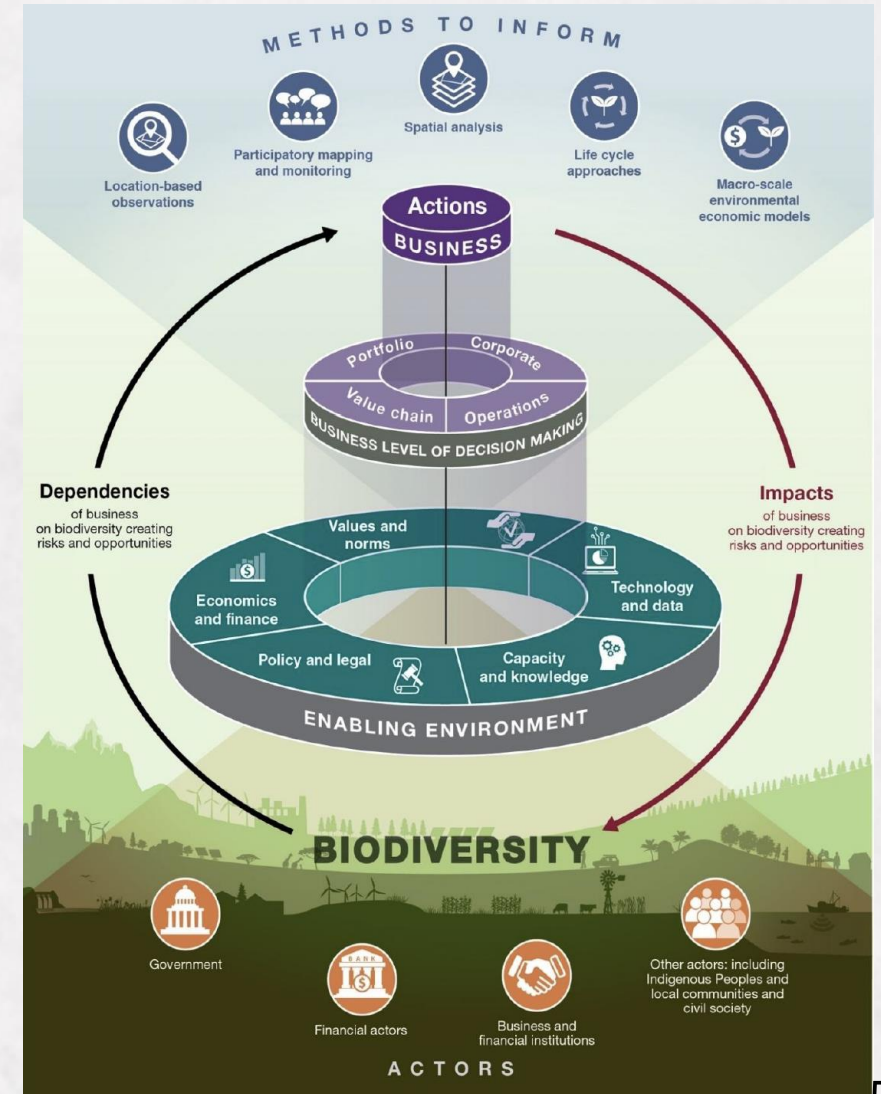 METHODS TO INFORM
Location-based
observations
Participatory mapping
and monitoring
Spatial analysis
Life cycle
approaches
$
Macro-scale
environmental
economic models
Actions
BUSINESS
Portfolio
Corporate
Value chain
Operations
BUSINESS LEVEL OF DECISION MAKING
Dependencies
of business
on biodiversity creating
risks and opportunities
Impacts
of business
on biodiversity creating
risks and opportunities
Values and
norms
$
Economics
and finance
Technology
and data
Policy and legal
Capacity
and knowledge
ENABLING ENVIRONMENT
BIODIVERSITY
Government
BANK
$
Financial actors
Business and
financial institutions
Other actors: including
Indigenous Peoples and
local communities and
civil society
ACTORS